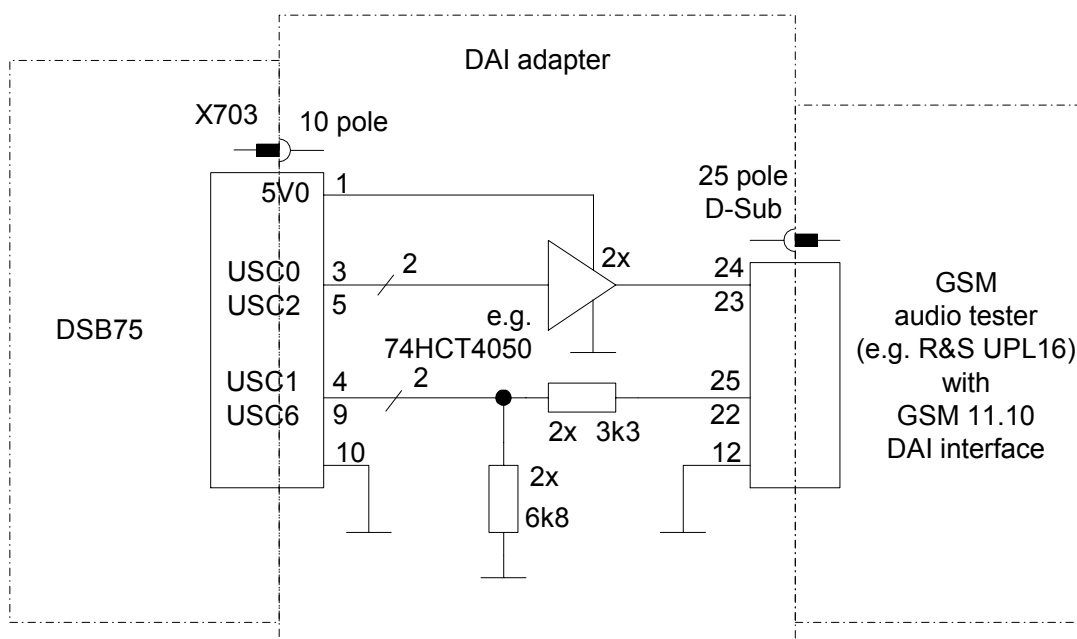 DAI adapter
X703
10 pole
5V0
1
25 pole
D-Sub
USC0
3
2
2x
24
USC2
5
23
e.g.
74HCT4050
DSB75
GSM
audio tester
(e.g. R&S UPL16)
with
GSM 11.10
DAI interface
USC1
4
2
25
USC6
9
2x
3k3
22
10
12
2x
6k8